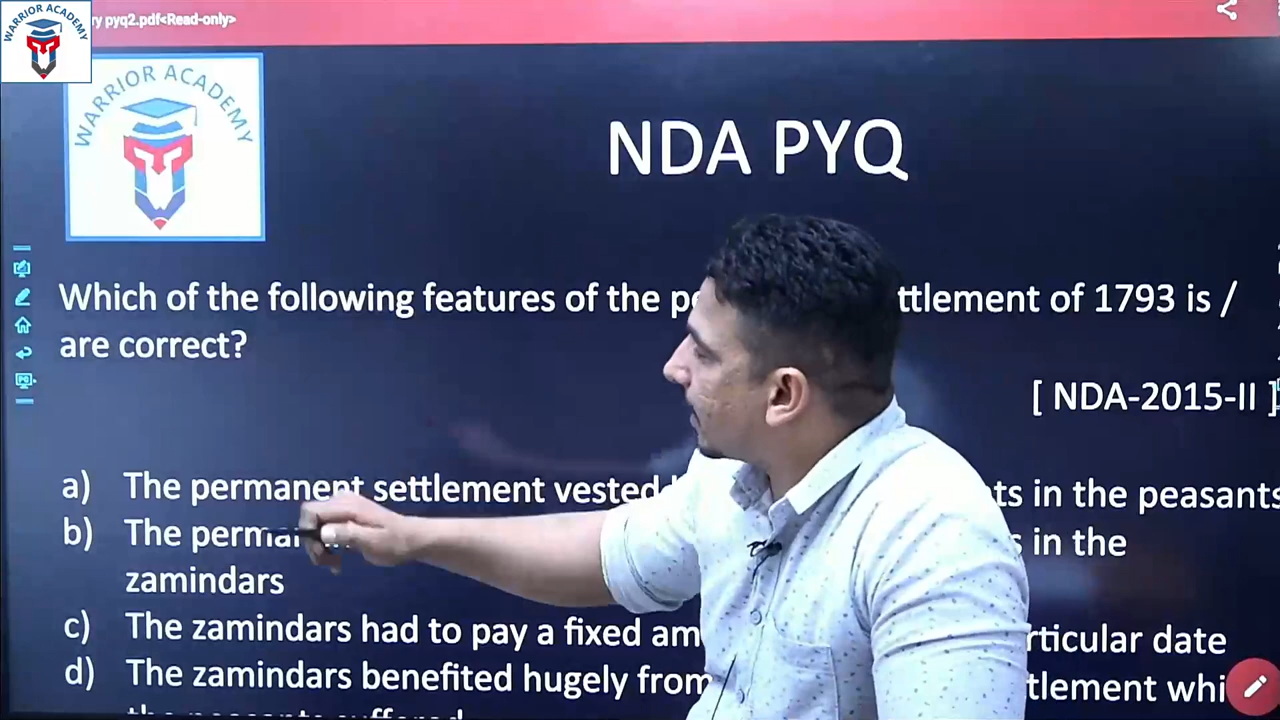 WARRIOR ACADEMY
ry pyq2.pdf<Read-only>
WARRIOR ACADEMY
NDA PYQ
Which of the following features of the pe ttlement of 1793 is /
are correct?
[ NDA-2015-II ]
a) The permanent settlement vested ts in the peasants
b) The perma s in the
zamindars
c) The zamindars had to pay a fixed am rticular date
d) The zamindars benefited hugely from tlement whi